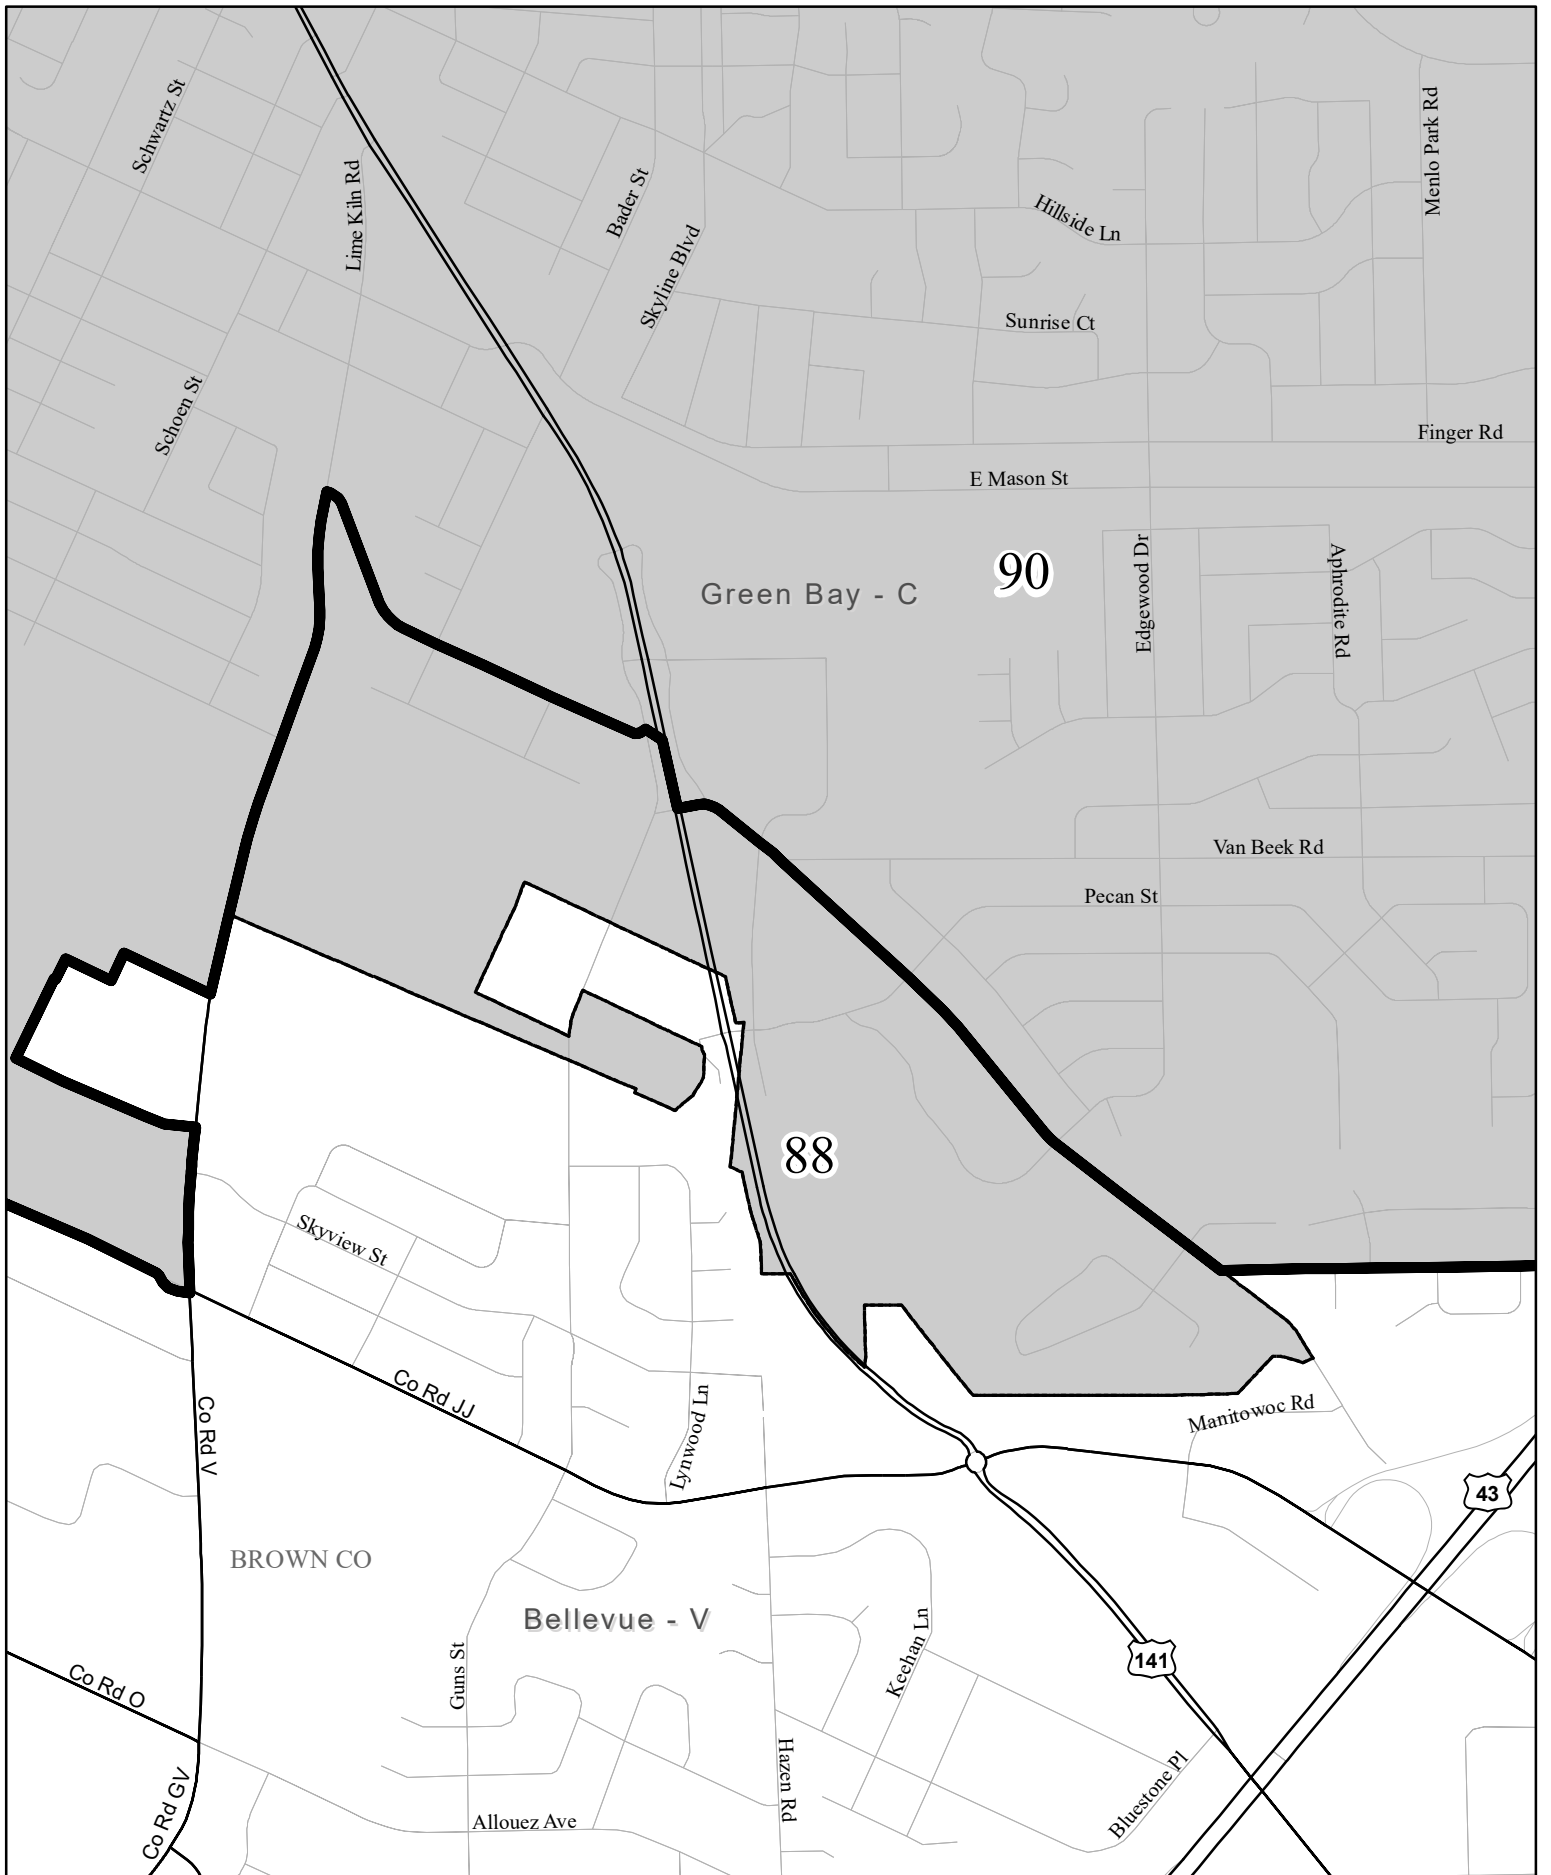 Schwartz St
Lime Kiln Rd
Bader St
Skyline Blvd
Menlo Park Rd
Hillside Ln
Sunrise Ct
Schoen St
Finger Rd
E Mason St
90
Green Bay - C
Edgewood Dr
Aphrodite Rd
Van Beek Rd
Pecan St
88
Skyview St
Co Rd JJ
Co Rd V
Lynwood Ln
Manitowoc Rd
43
BROWN CO
Bellevue - V
Keehan Ln
141
Guns St
Co Rd O
Hazen Rd
Bluestone Pl
Co Rd GV
Allouez Ave